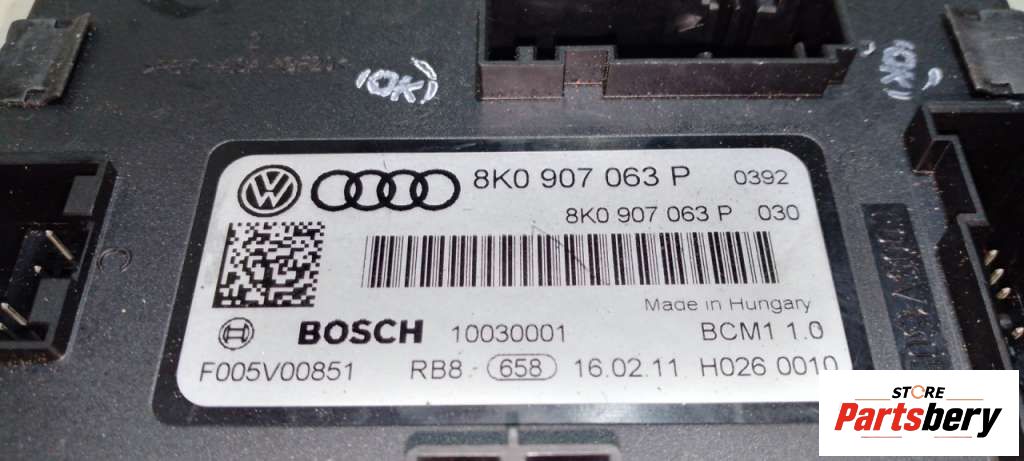 (OK)
(OK)
8K0 907 063 P 0392
8K0 907 063 P 030
Made in Hungary
BOSCH 10030001 BCM1 1.0
F005V00851 RB8 - 658 16.02.11 H026 0010
C
STORE
Partsbery